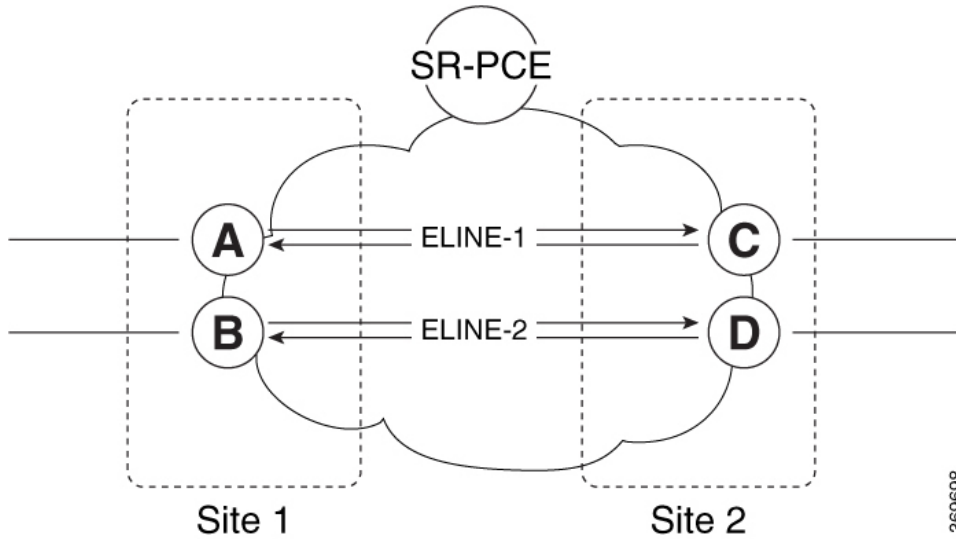 SR-PCE
A
ELINE-1
C
B
ELINE-2
D
Site 1
Site 2